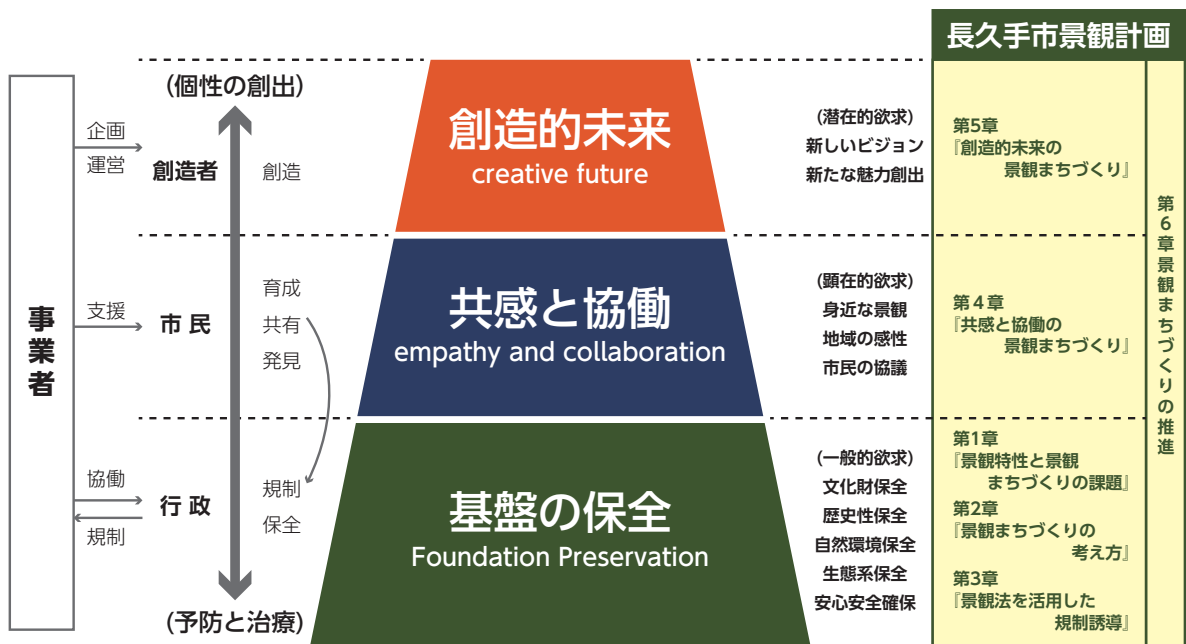 長久手市景観計画
事業者
企画
運営
支援
協働
規制
(個性の創出)
創造者
市民
行政
(予防と治療)
創造
育成
共有
発見
規制
保全
創造的未来
creative future
共感と協働
empathy and collaboration
基盤の保全
Foundation Preservation
(潜在的欲求)
新しいビジョン
新たな魅力創出
(顕在的欲求)
身近な景観
地域の感性
市民の協議
(一般的欲求)
文化財保全
歴史性保全
自然環境保全
生態系保全
安心安全確保
第5章
『創造的未来の
景観まちづくり』
第4章
『共感と協働の
景観まちづくり』
第1章
『景観特性と景観
まちづくりの課題』
第2章
『景観まちづくりの
考え方』
第3章
『景観法を活用した
規制誘導』
第6章景観まちづくりの推進